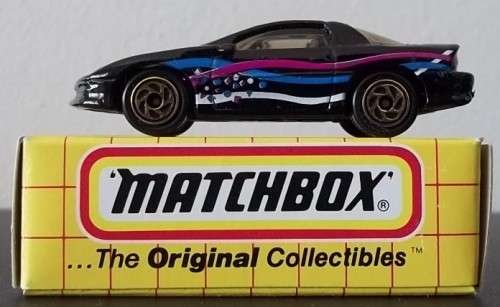 'MATCHBOX'®
...The Original Collectibles™